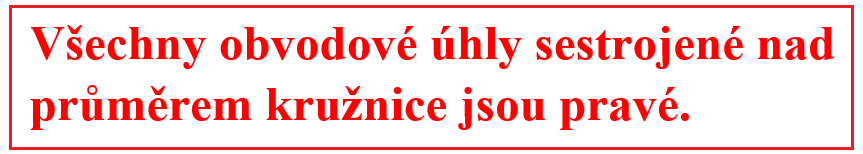 Všechny obvodové úhly sestrojené nad
průměrem kružnice jsou pravé.